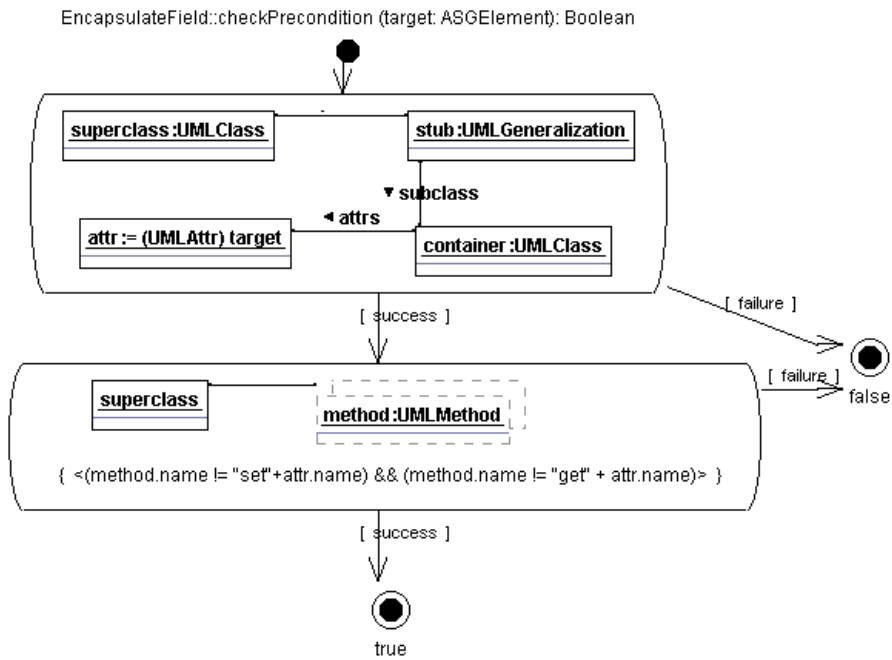 EncapsulateField::checkPrecondition (target: ASGElement): Boolean
superclass :UMLClass
stub :UMLGeneralization
▼ subclass
◄ attrs
attr := (UMLAttr) target
container :UMLClass
[ failure ]
[ success ]
[ failure ]
false
superclass
method :UMLMethod
{ <(method.name != "set"+attr.name) && (method.name != "get" + attr.name)> }
[ success ]
true